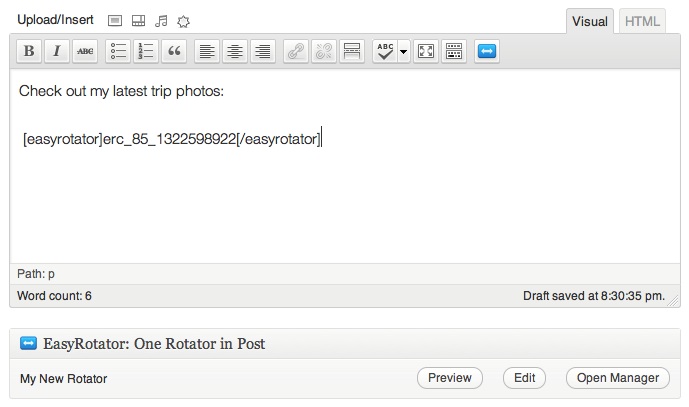 Upload/Insert
Visual HTML
B I ABC ABC
Check out my latest trip photos:
[easyrotator]erc_85_1322598922[/easyrotator]
Path: p
Word count: 6 Draft saved at 8:30:35 pm.
EasyRotator: One Rotator in Post
My New Rotator Preview Edit Open Manager